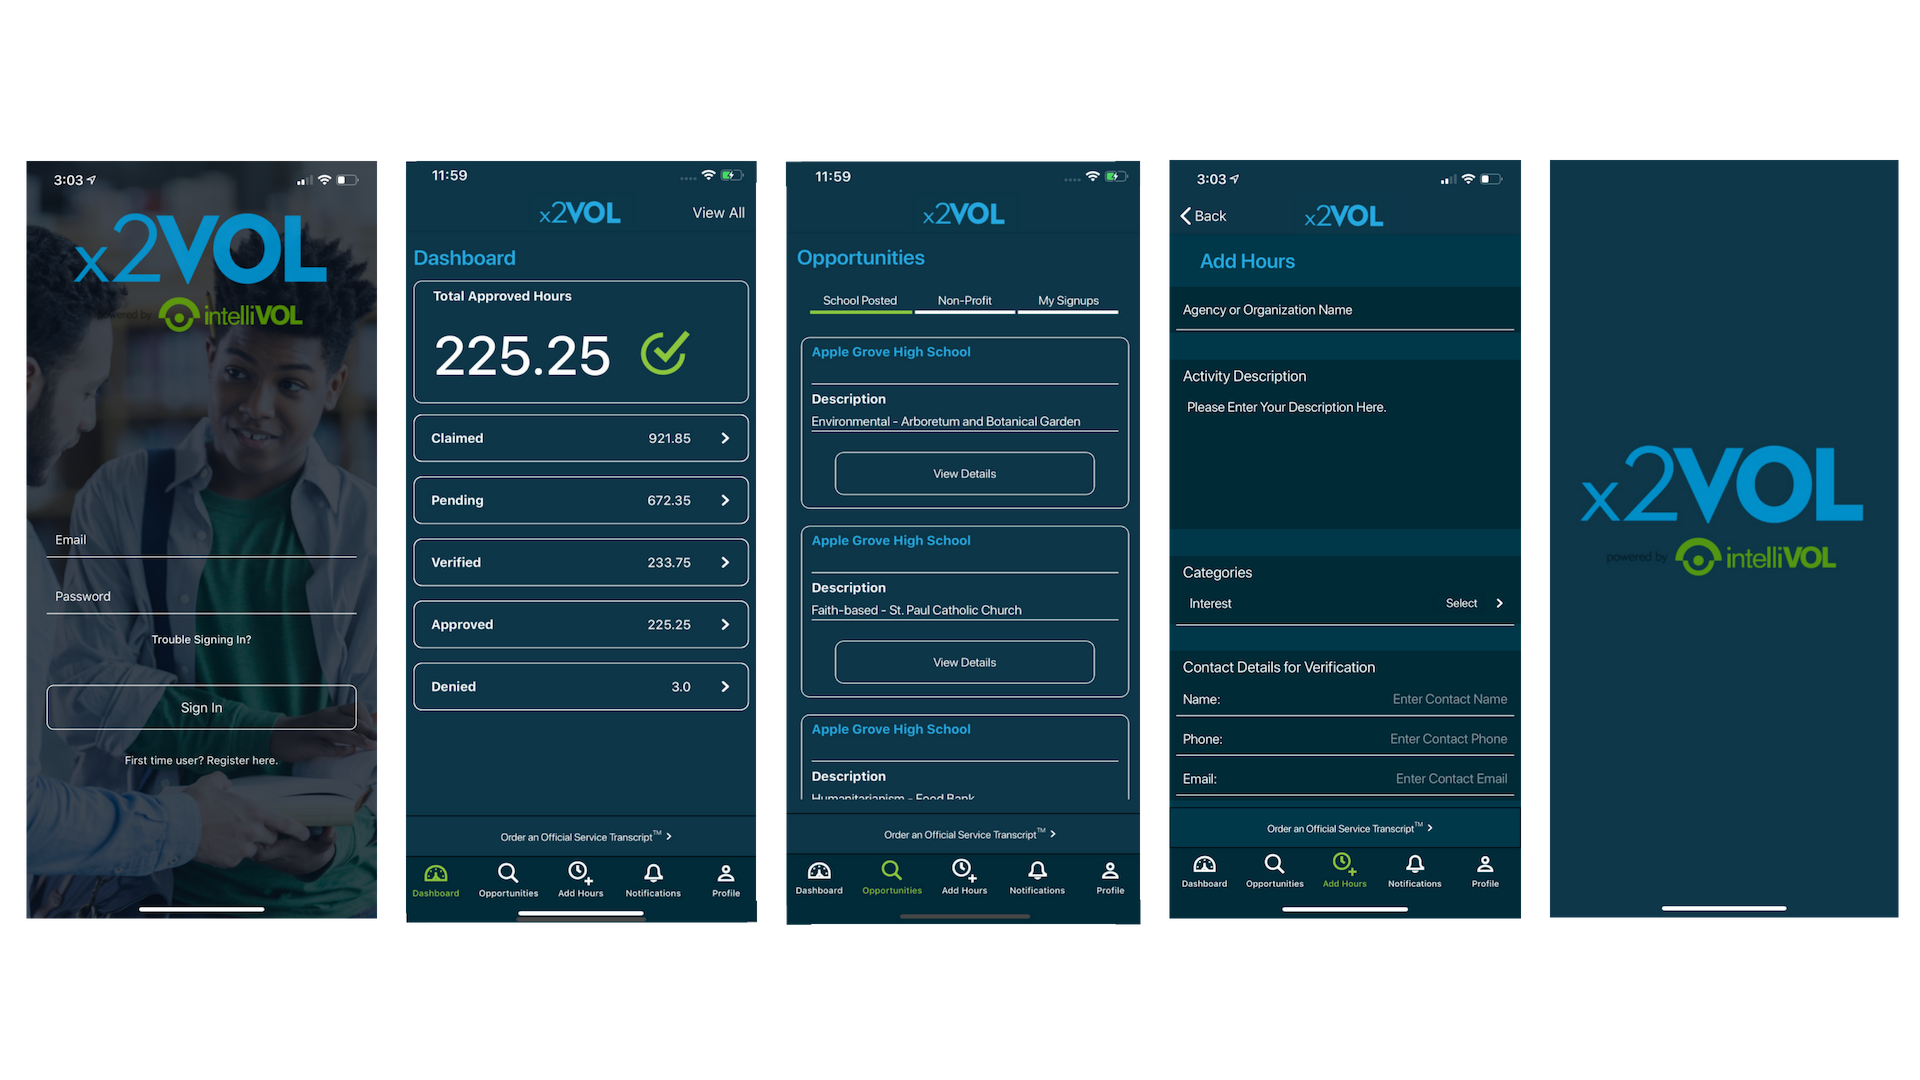 3:03
x2VOL
powered by intelliVOL
Email
Password
Trouble Signing In?
Sign In
First time user? Register here.
11:59
x2VOL
View All
Dashboard
Total Approved Hours
225.25
Claimed 921.85
Pending 672.35
Verified 233.75
Approved 225.25
Denied 3.0
Order an Official Service Transcript™ >
Dashboard Opportunities Add Hours Notifications Profile
11:59
x2VOL
Opportunities
School Posted Non-Profit My Signups
Apple Grove High School
Description
Environmental - Arboretum and Botanical Garden
View Details
Apple Grove High School
Description
Faith-based - St. Paul Catholic Church
View Details
Apple Grove High School
Description
Humanitarianism - Food Bank
Order an Official Service Transcript™ >
Dashboard Opportunities Add Hours Notifications Profile
3:03
Back
x2VOL
Add Hours
Agency or Organization Name
Activity Description
Please Enter Your Description Here.
Categories
Interest Select
Contact Details for Verification
Name: Enter Contact Name
Phone: Enter Contact Phone
Email: Enter Contact Email
Order an Official Service Transcript™ >
Dashboard Opportunities Add Hours Notifications Profile
x2VOL
powered by intelliVOL